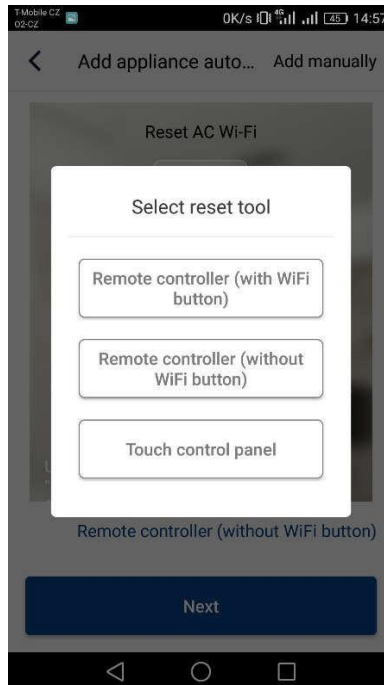 T-Mobile CZ
O2-CZ
0K/s 4G 45 14:57
Add appliance auto... Add manually
Reset AC Wi-Fi
Select reset tool
Remote controller (with WiFi
button)
Remote controller (without
WiFi button)
Touch control panel
Remote controller (without WiFi button)
Next